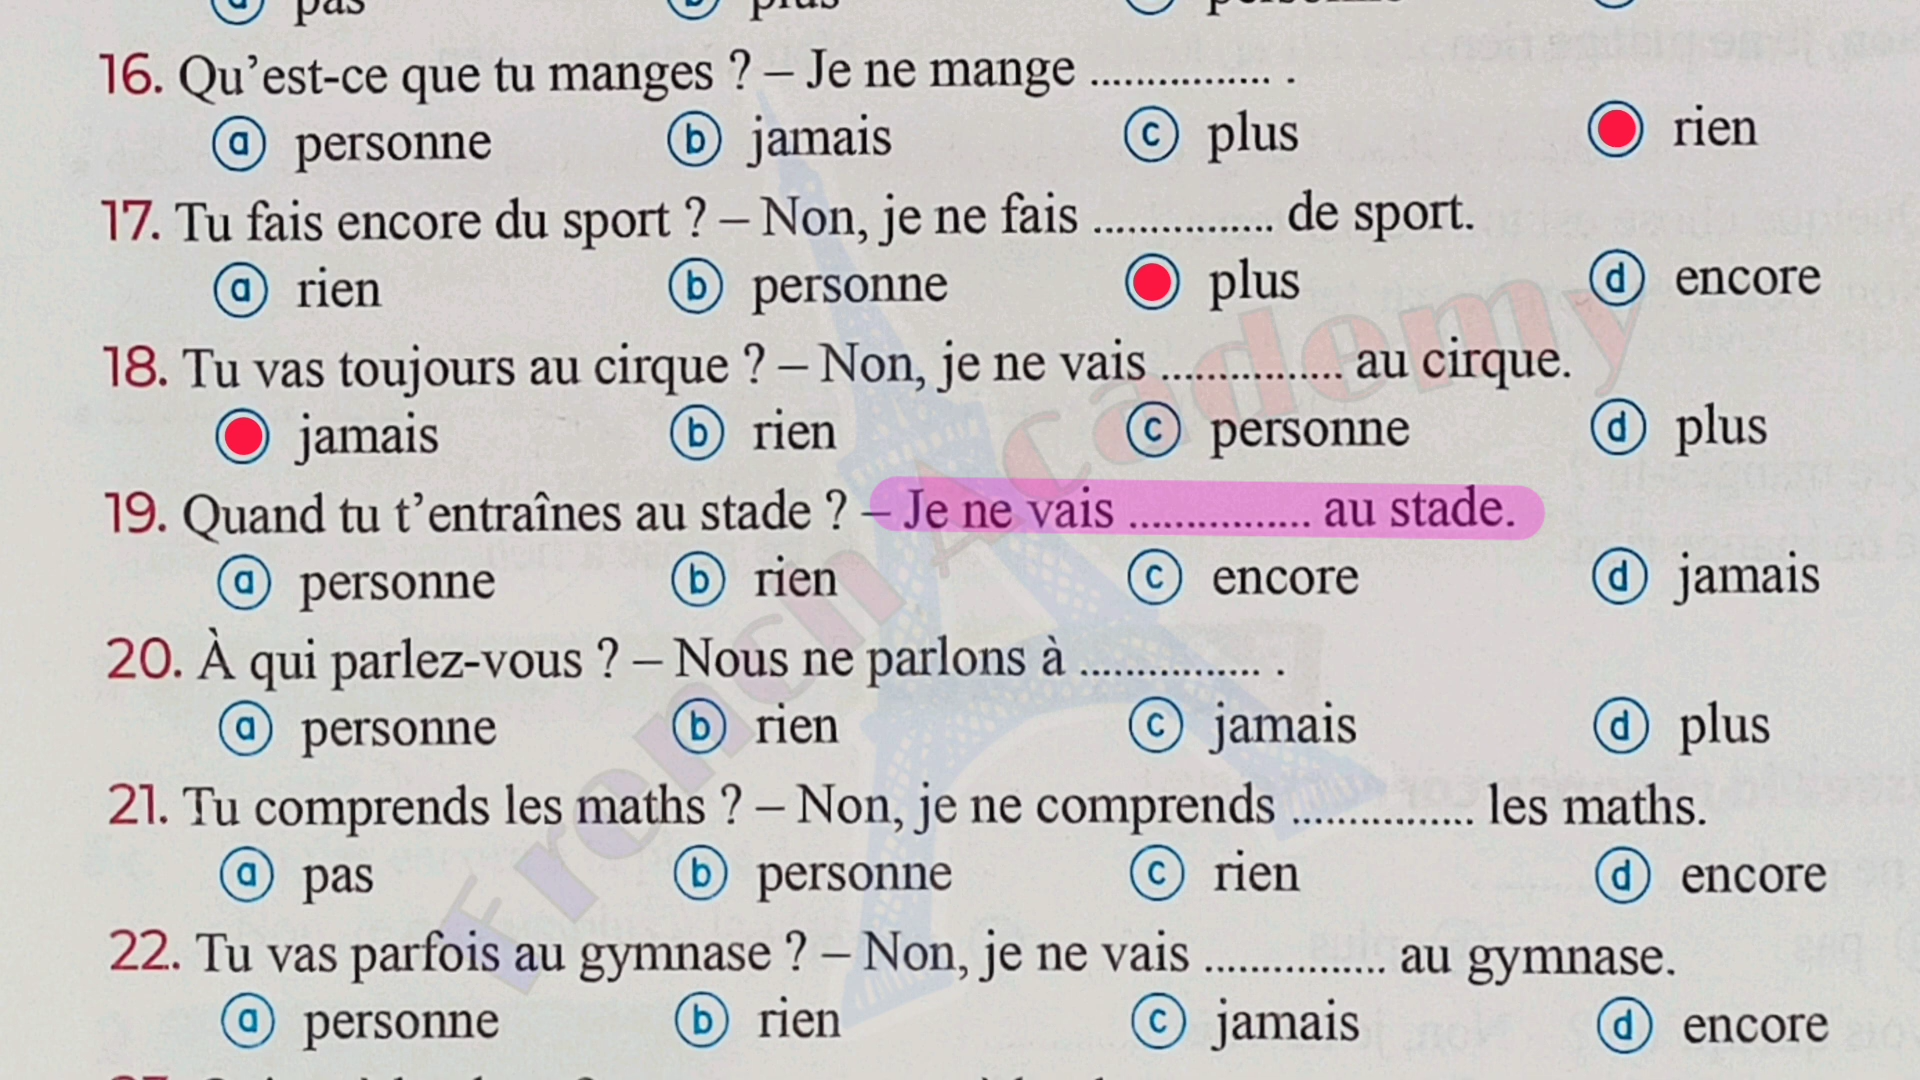 pas plus
16. Qu'est-ce que tu manges ? – Je ne mange ................ .
a personne b jamais c plus rien
17. Tu fais encore du sport ? – Non, je ne fais ................ de sport.
a rien b personne plus d encore
18. Tu vas toujours au cirque ? – Non, je ne vais ................ au cirque.
jamais b rien c personne d plus
19. Quand tu t'entraînes au stade ? – Je ne vais ................ au stade.
a personne b rien c encore d jamais
20. À qui parlez-vous ? – Nous ne parlons à ................ .
a personne b rien c jamais d plus
21. Tu comprends les maths ? – Non, je ne comprends ................ les maths.
a pas b personne c rien d encore
22. Tu vas parfois au gymnase ? – Non, je ne vais ................ au gymnase.
a personne b rien c jamais d encore
French Academy